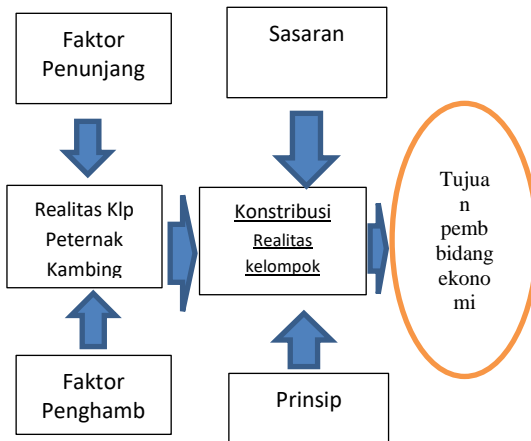 Faktor
Penunjang
Sasaran
Realitas Klp
Peternak
Kambing
Konstribusi
Realitas
kelompok
Tujua
n
pemb
bidang
ekono
mi
Faktor
Penghamb
Prinsip